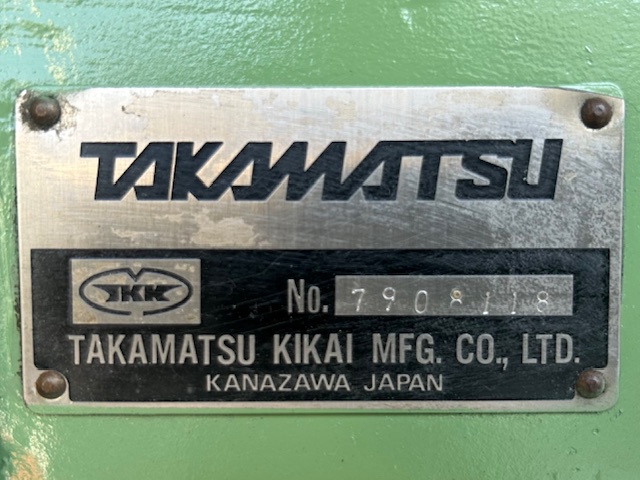 TAKAMATSU
TKK
No. 7908118
TAKAMATSU KIKAI MFG. CO., LTD.
KANAZAWA JAPAN